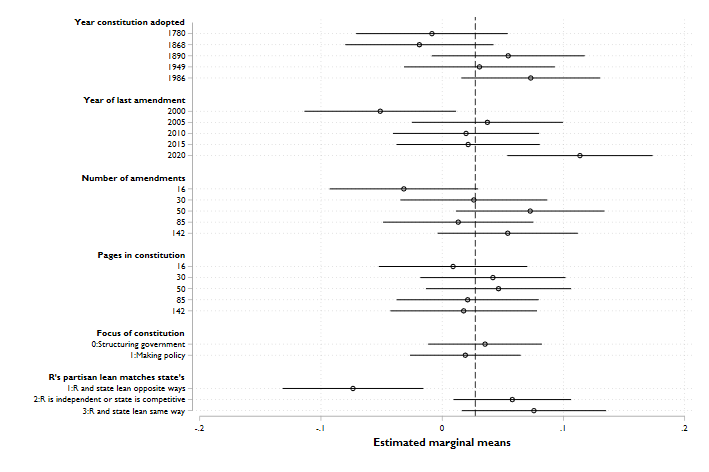 Year constitution adopted
1780
1868
1890
1949
1986
Year of last amendment
2000
2005
2010
2015
2020
Number of amendments
16
30
50
85
142
Pages in constitution
16
30
50
85
142
Focus of constitution
0:Structuring government
1:Making policy
R's partisan lean matches state's
1:R and state lean opposite ways
2:R is independent or state is competitive
3:R and state lean same way
-.2 -.1 0 .1 .2
Estimated marginal means